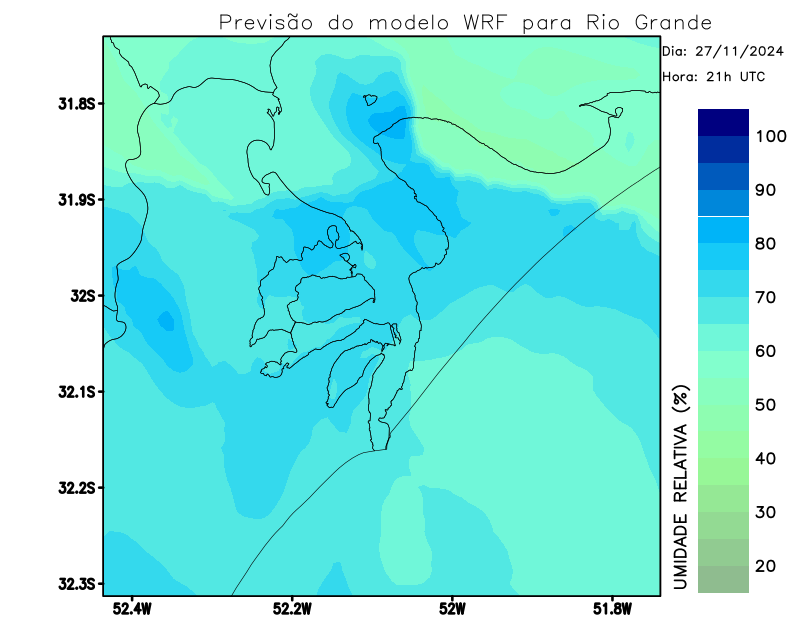 Previsão do modelo WRF para Rio Grande
Dia: 27/11/2024
Hora: 21h UTC
31.8S
31.9S
32S
32.1S
32.2S
32.3S
52.4W
52.2W
52W
51.8W
UMIDADE RELATIVA (%)
100
90
80
70
60
50
40
30
20